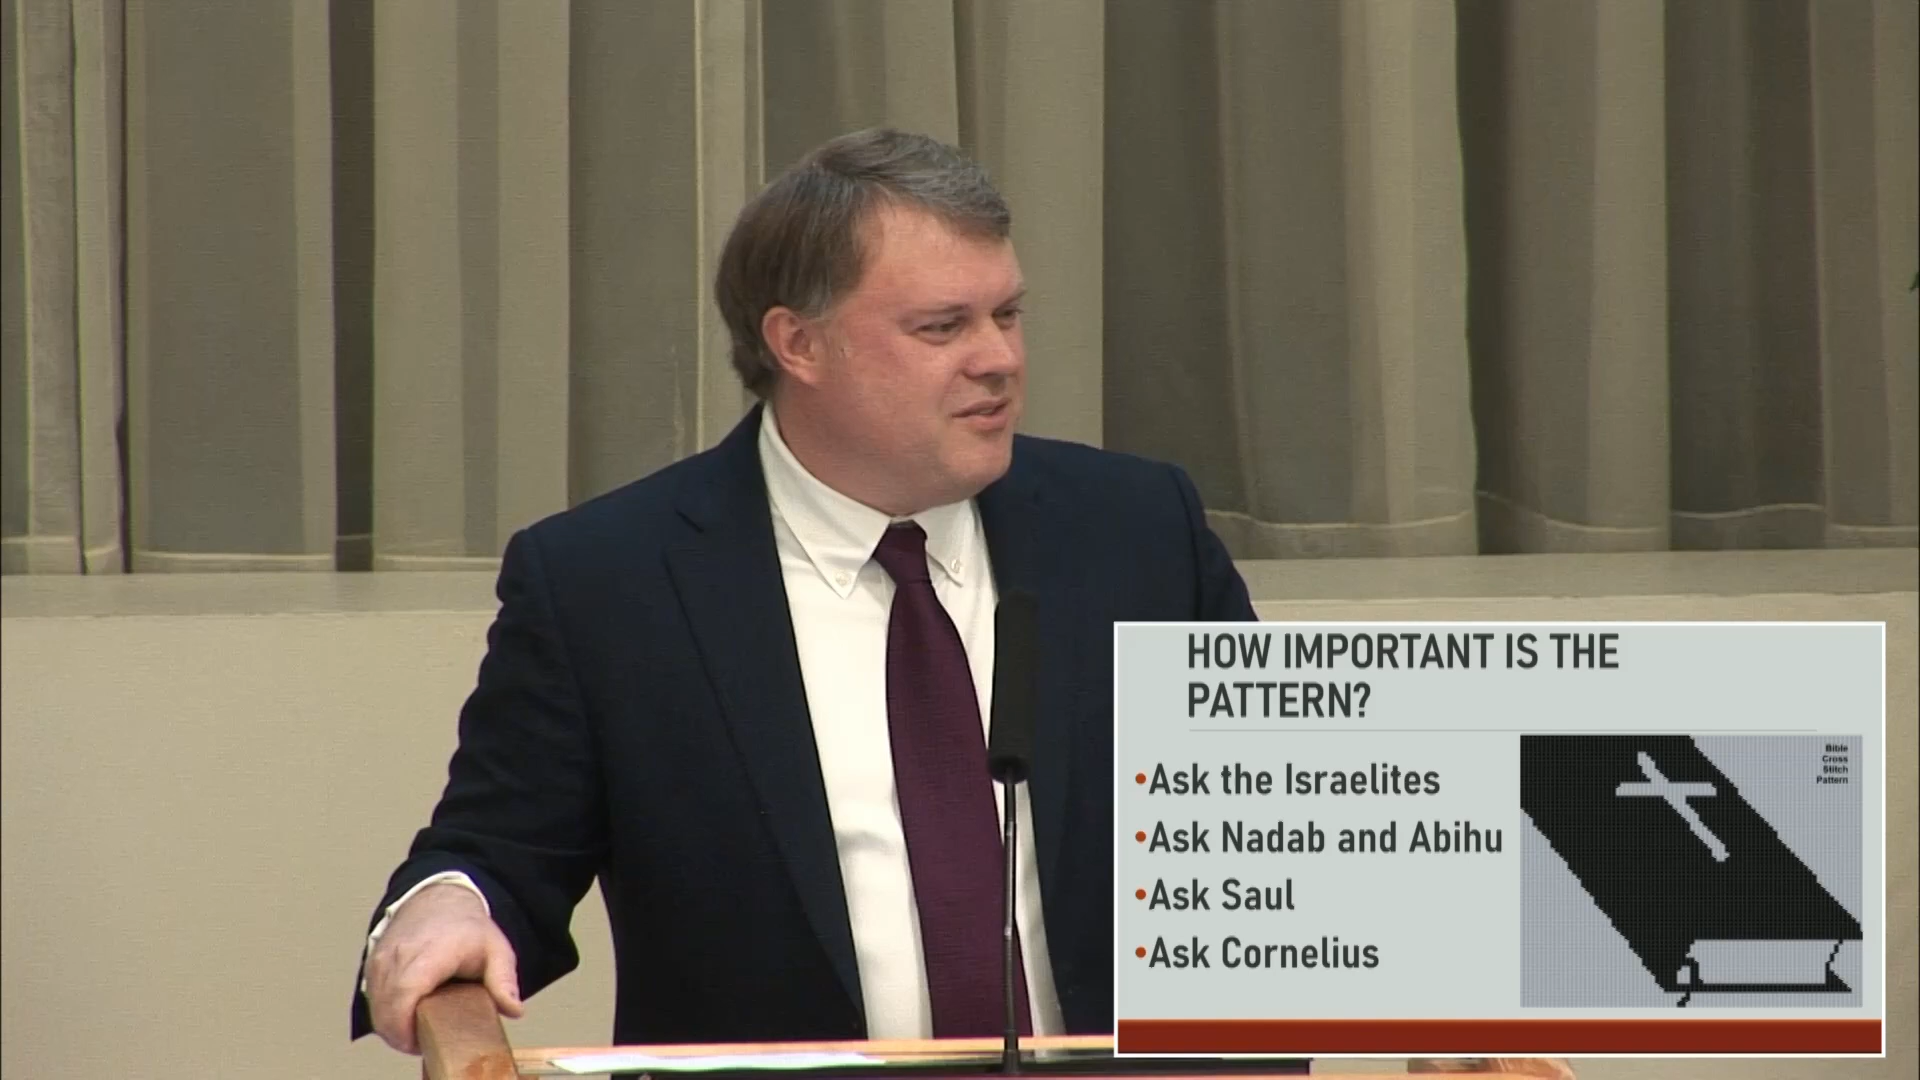 HOW IMPORTANT IS THE
PATTERN?
•Ask the Israelites
•Ask Nadab and Abihu
•Ask Saul
•Ask Cornelius
Bible
Cross
Stitch
Pattern